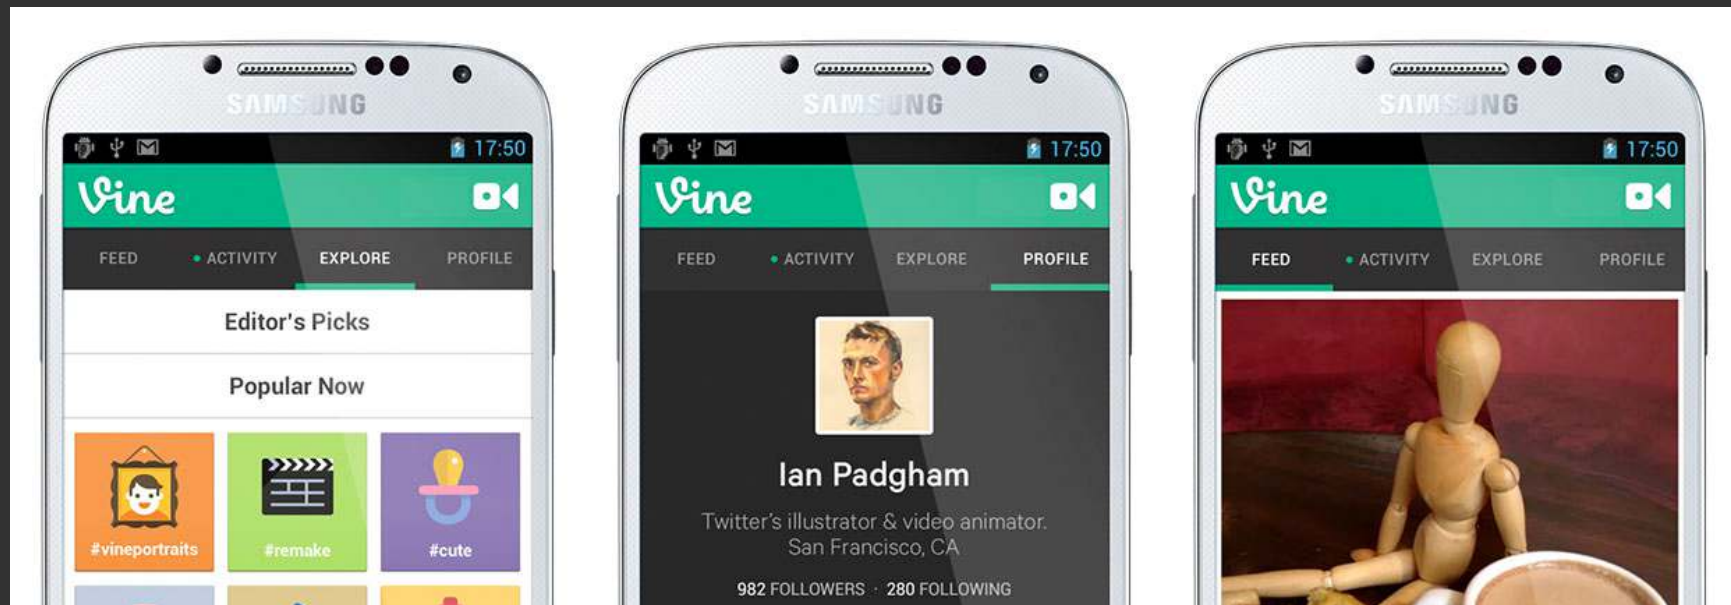 SAMSUNG
17:50
Vine
FEED • ACTIVITY EXPLORE PROFILE
Editor's Picks
Popular Now
#vineportraits #remake #cute
SAMSUNG
17:50
Vine
FEED • ACTIVITY EXPLORE PROFILE
Ian Padgham
Twitter's illustrator & video animator.
San Francisco, CA
982 FOLLOWERS · 280 FOLLOWING
SAMSUNG
17:50
Vine
FEED • ACTIVITY EXPLORE PROFILE